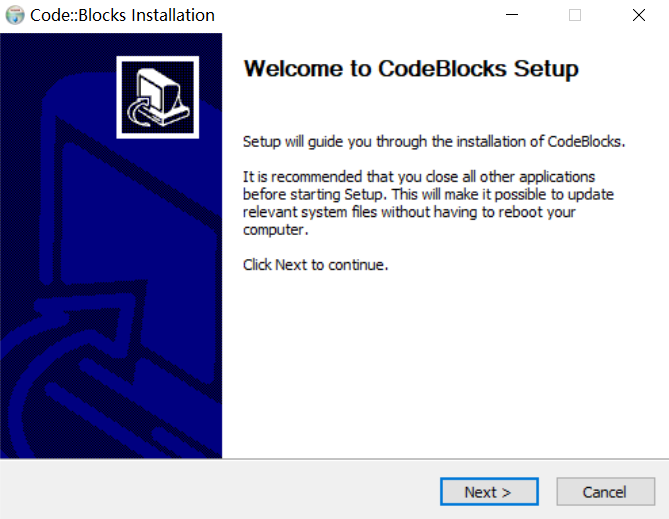 Code::Blocks Installation
Welcome to CodeBlocks Setup
Setup will guide you through the installation of CodeBlocks.
It is recommended that you close all other applications
before starting Setup. This will make it possible to update
relevant system files without having to reboot your
computer.
Click Next to continue.
Next >
Cancel